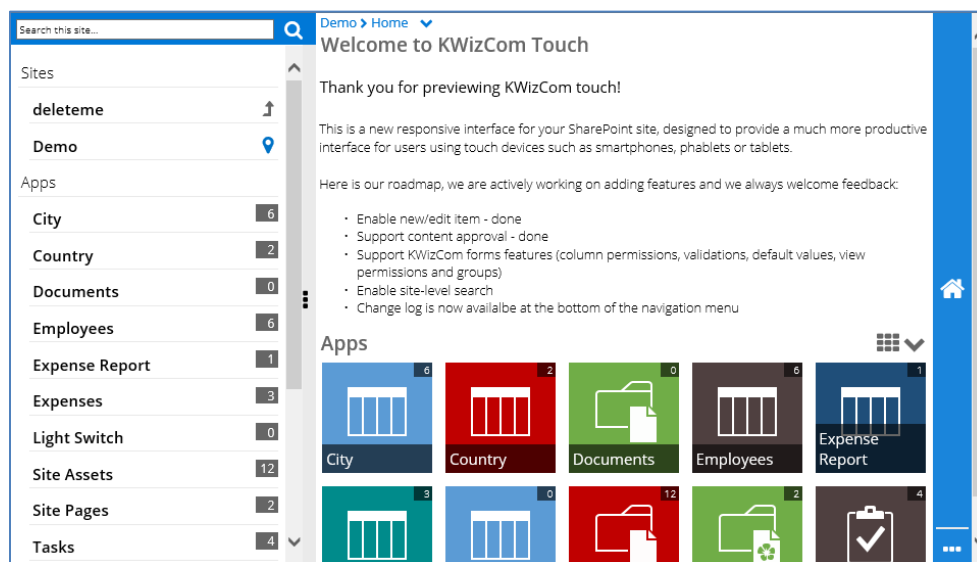 Search this site...
Sites
deleteme
Demo
Apps
City 6
Country 2
Documents 0
Employees 6
Expense Report 1
Expenses 3
Light Switch 0
Site Assets 12
Site Pages 2
Tasks 4
Demo > Home
Welcome to KWizCom Touch
Thank you for previewing KWizCom touch!
This is a new responsive interface for your SharePoint site, designed to provide a much more productive
interface for users using touch devices such as smartphones, phablets or tablets.
Here is our roadmap, we are actively working on adding features and we always welcome feedback:
• Enable new/edit item - done
• Support content approval - done
• Support KWizCom forms features (column permissions, validations, default values, view
permissions and groups)
• Enable site-level search
• Change log is now availalbe at the bottom of the navigation menu
Apps
6 2 0 6 1
City Country Documents Employees Expense
Report
3 0 12 2 4